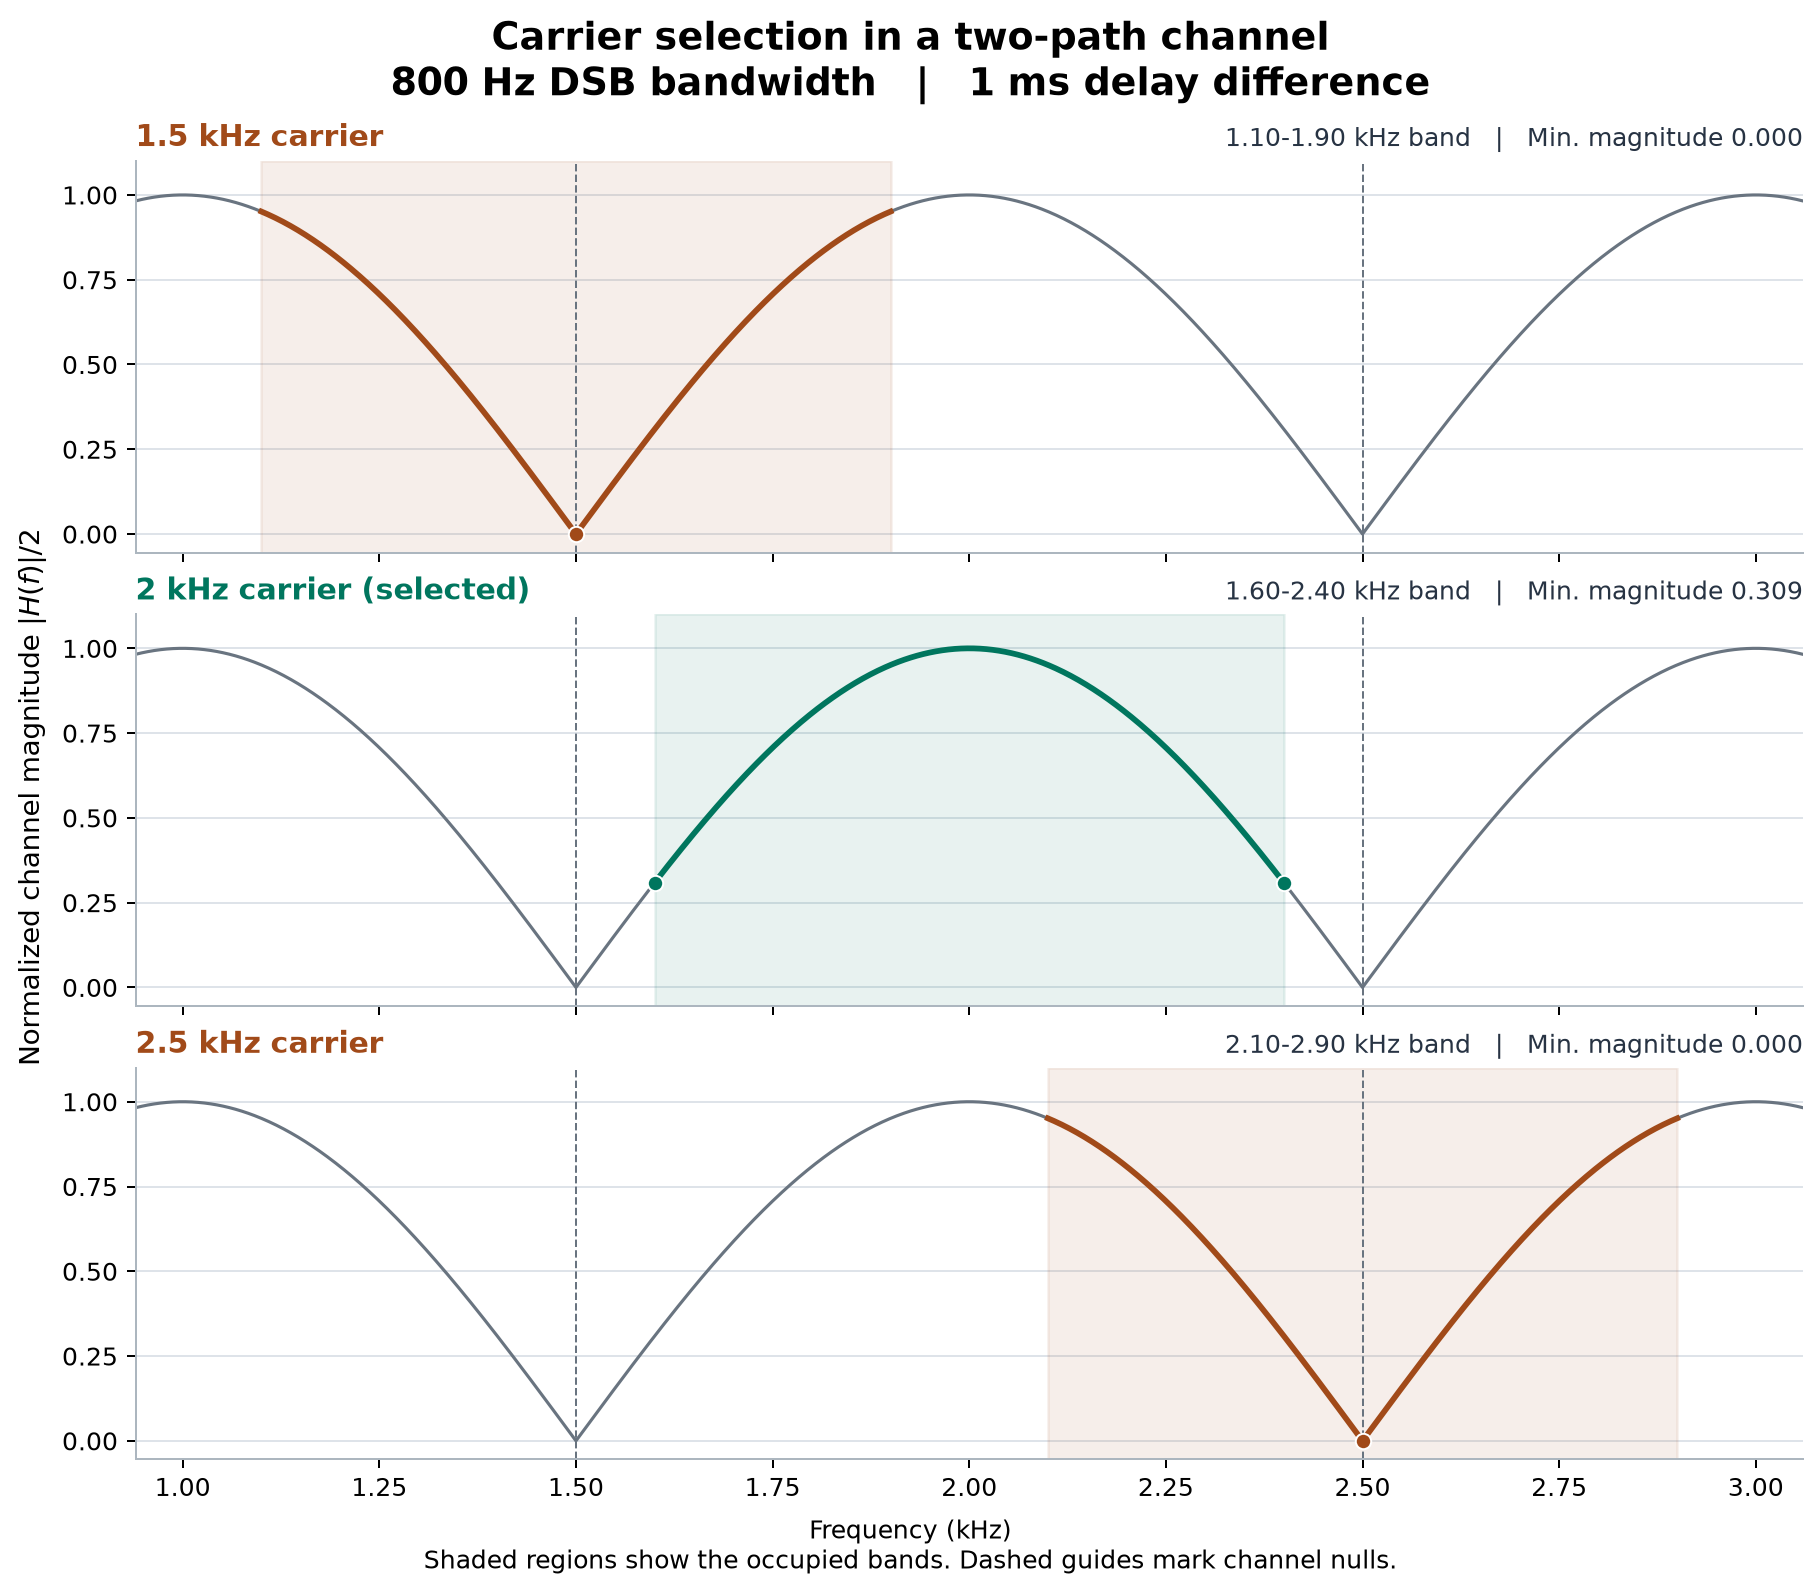 Carrier selection in a two-path channel
800 Hz DSB bandwidth | 1 ms delay difference
Normalized channel magnitude |H(f)|/2
1.5 kHz carrier
1.10-1.90 kHz band | Min. magnitude 0.000
1.00
0.75
0.50
0.25
0.00
2 kHz carrier (selected)
1.60-2.40 kHz band | Min. magnitude 0.309
1.00
0.75
0.50
0.25
0.00
2.5 kHz carrier
2.10-2.90 kHz band | Min. magnitude 0.000
1.00
0.75
0.50
0.25
0.00
1.00 1.25 1.50 1.75 2.00 2.25 2.50 2.75 3.00
Frequency (kHz)
Shaded regions show the occupied bands. Dashed guides mark channel nulls.